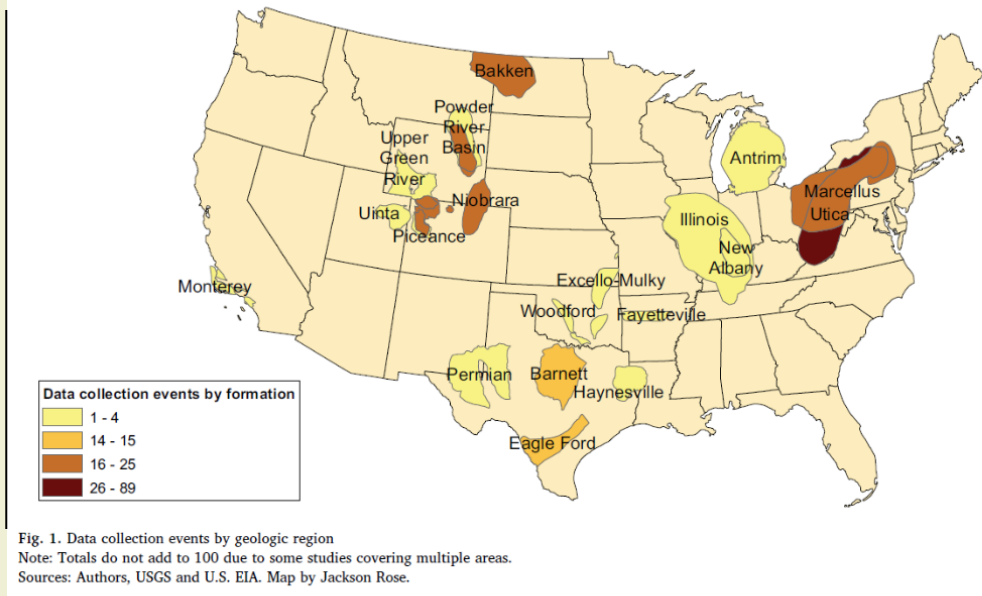 Bakken
Powder
River
Basin
Upper
Green
River
Antrim
Marcellus
Utica
Niobrara
Uinta
Piceance
Illinois
New
Albany
Monterey
Excello-Mulky
Woodford
Fayetteville
Permian
Barnett
Haynesville
Eagle Ford
Data collection events by formation
1 - 4
14 - 15
16 - 25
26 - 89
Fig. 1. Data collection events by geologic region
Note: Totals do not add to 100 due to some studies covering multiple areas.
Sources: Authors, USGS and U.S. EIA. Map by Jackson Rose.